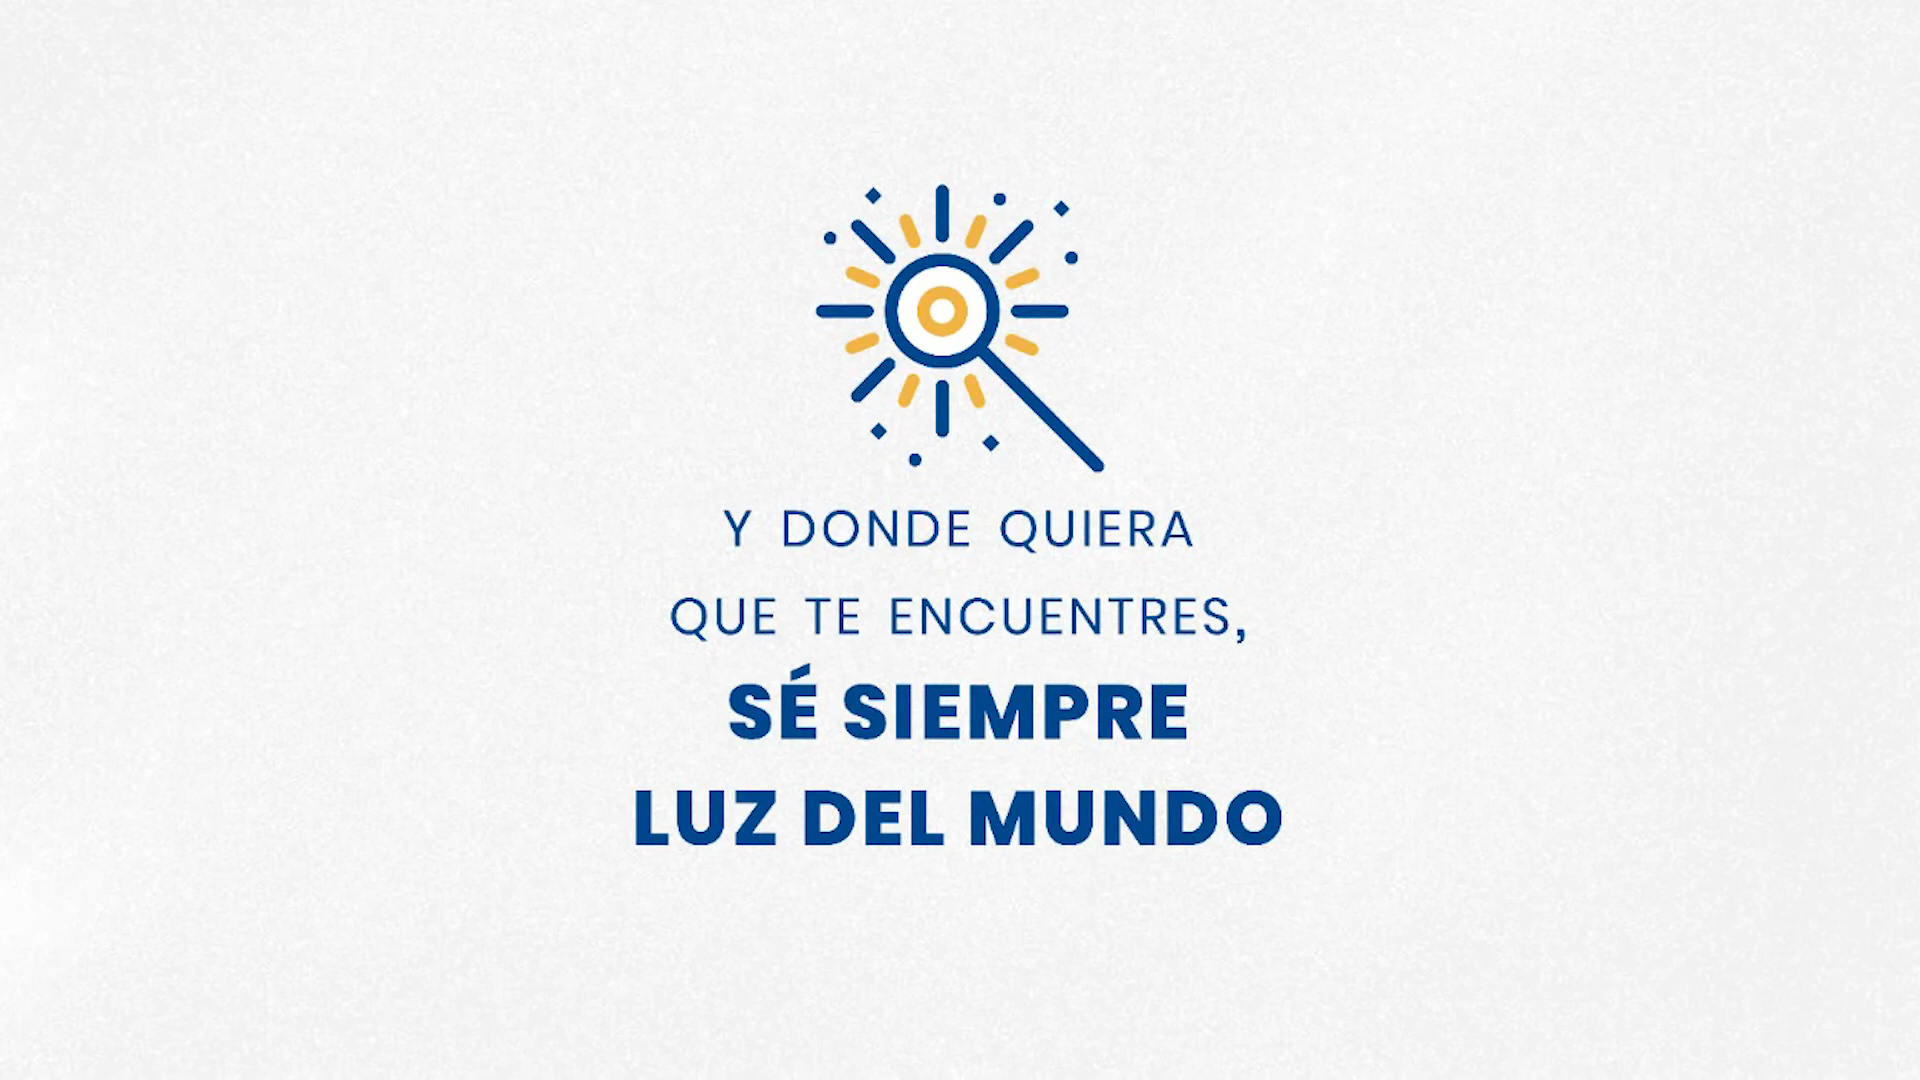 Y DONDE QUIERA
QUE TE ENCUENTRES,
SÉ SIEMPRE
LUZ DEL MUNDO